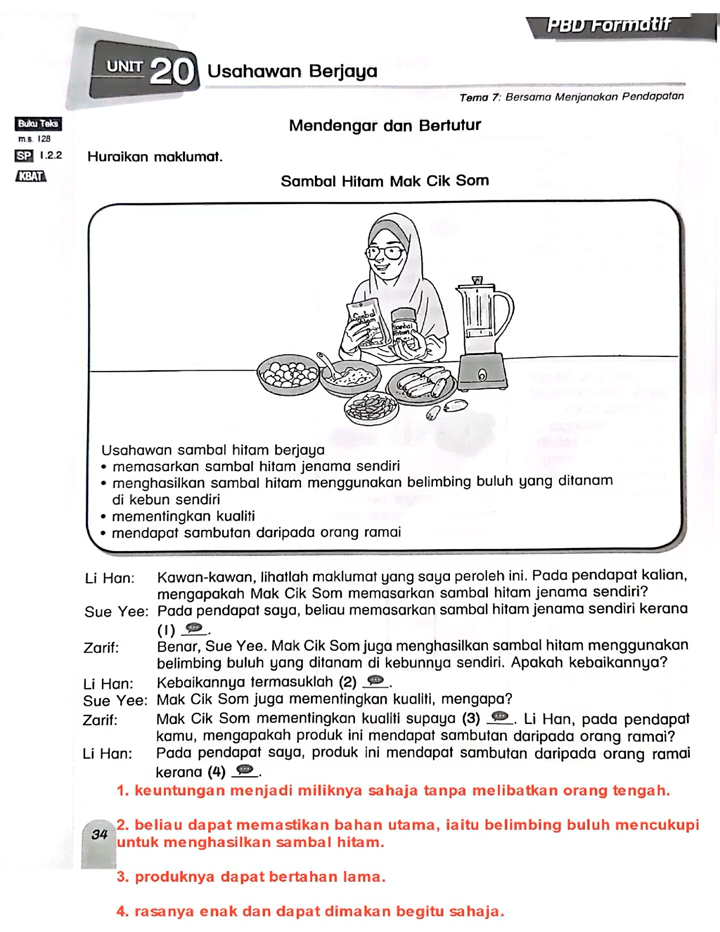 PBD Formatif
UNIT 20 Usahawan Berjaya
Tema 7: Bersama Menjanakan Pendapatan
Buku Teks
m.s. 128
SP 1.2.2
KBAT
Mendengar dan Bertutur
Huraikan maklumat.
Sambal Hitam Mak Cik Som
Sambal
Sambal
Usahawan sambal hitam berjaya
• memasarkan sambal hitam jenama sendiri
• menghasilkan sambal hitam menggunakan belimbing buluh yang ditanam
di kebun sendiri
• mementingkan kualiti
• mendapat sambutan daripada orang ramai
Li Han: Kawan-kawan, lihatlah maklumat yang saya peroleh ini. Pada pendapat kalian,
mengapakah Mak Cik Som memasarkan sambal hitam jenama sendiri?
Sue Yee: Pada pendapat saya, beliau memasarkan sambal hitam jenama sendiri kerana
(1) ___.
Zarif: Benar, Sue Yee. Mak Cik Som juga menghasilkan sambal hitam menggunakan
belimbing buluh yang ditanam di kebunnya sendiri. Apakah kebaikannya?
Li Han: Kebaikannya termasuklah (2) ___.
Sue Yee: Mak Cik Som juga mementingkan kualiti, mengapa?
Zarif: Mak Cik Som mementingkan kualiti supaya (3) ___. Li Han, pada pendapat
kamu, mengapakah produk ini mendapat sambutan daripada orang ramai?
Li Han: Pada pendapat saya, produk ini mendapat sambutan daripada orang ramai
kerana (4) ___.
1. keuntungan menjadi miliknya sahaja tanpa melibatkan orang tengah.
2. beliau dapat memastikan bahan utama, iaitu belimbing buluh mencukupi
untuk menghasilkan sambal hitam.
34
3. produknya dapat bertahan lama.
4. rasanya enak dan dapat dimakan begitu sahaja.